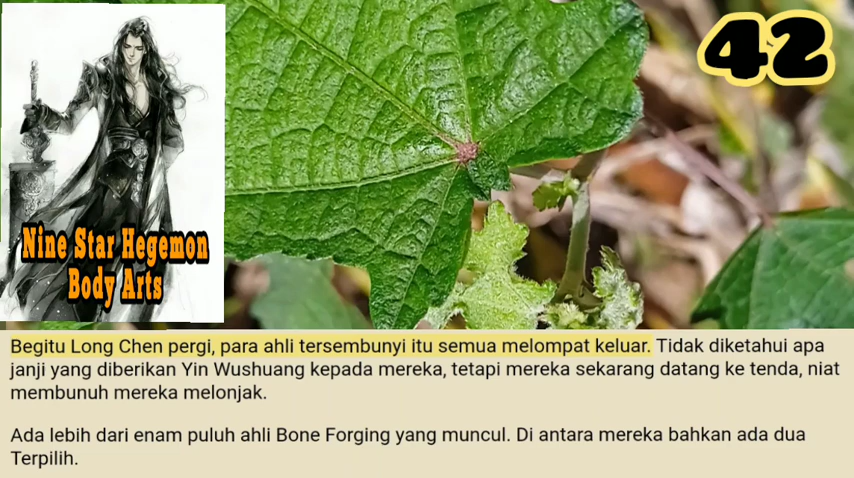 42
Nine Star Hegemon
Body Arts
Begitu Long Chen pergi, para ahli tersembunyi itu semua melompat keluar. Tidak diketahui apa
janji yang diberikan Yin Wushuang kepada mereka, tetapi mereka sekarang datang ke tenda, niat
membunuh mereka melonjak.
Ada lebih dari enam puluh ahli Bone Forging yang muncul. Di antara mereka bahkan ada dua
Terpilih.